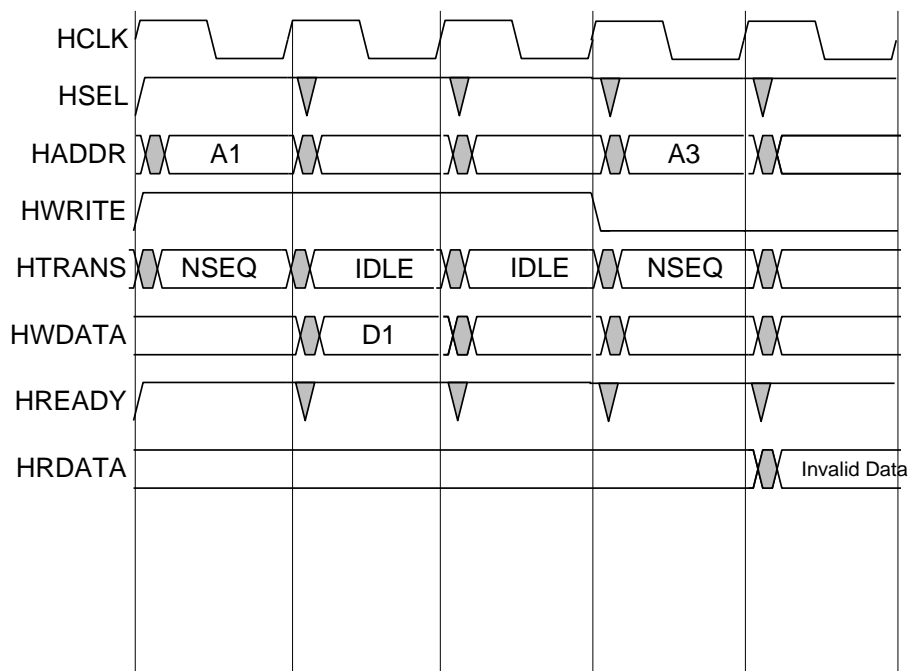 HCLK
HSEL
HADDR A1 A3
HWRITE
HTRANS NSEQ IDLE IDLE NSEQ
HWDATA D1
HREADY
HRDATA Invalid Data